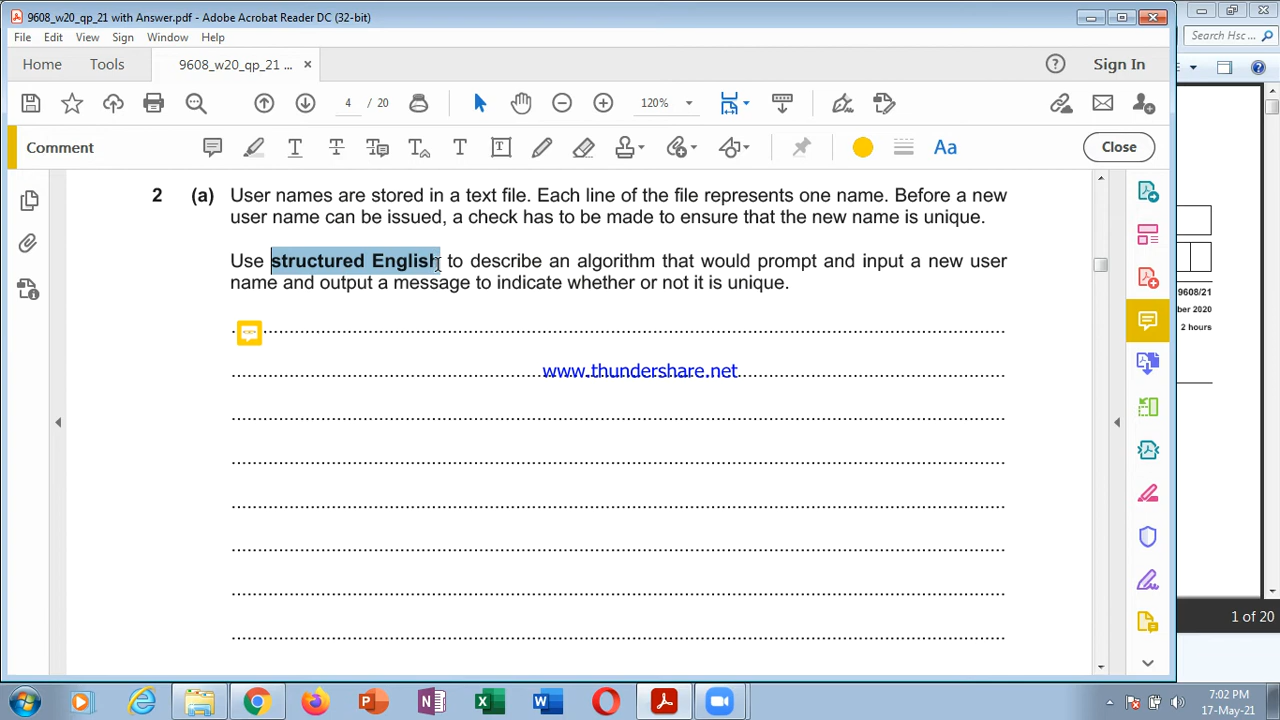 9608_w20_qp_21 with Answer.pdf - Adobe Acrobat Reader DC (32-bit)
File Edit View Sign Window Help
Home Tools 9608_w20_qp_21 ... × Sign In
4 / 20 120%
Comment Close
Search Hsc
2 (a) User names are stored in a text file. Each line of the file represents one name. Before a new
user name can be issued, a check has to be made to ensure that the new name is unique.
Use structured English to describe an algorithm that would prompt and input a new user
name and output a message to indicate whether or not it is unique.
www.thundershare.net
9608/21
ber 2020
2 hours
1 of 20
7:02 PM
17-May-21